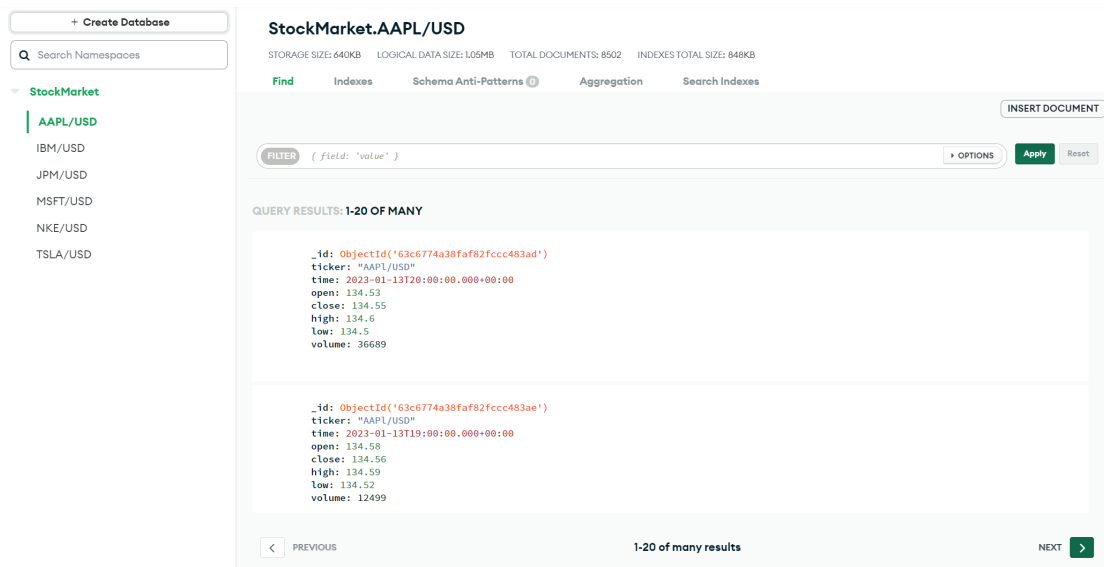 + Create Database
Search Namespaces
StockMarket
AAPL/USD
IBM/USD
JPM/USD
MSFT/USD
NKE/USD
TSLA/USD
StockMarket.AAPL/USD
STORAGE SIZE: 640KB LOGICAL DATA SIZE: 1.05MB TOTAL DOCUMENTS: 8502 INDEXES TOTAL SIZE: 848KB
Find Indexes Schema Anti-Patterns 0 Aggregation Search Indexes
INSERT DOCUMENT
FILTER { field: 'value' } OPTIONS Apply Reset
QUERY RESULTS: 1-20 OF MANY
_id: ObjectId('63c6774a38faf82fccc483ad')
ticker: "AAPl/USD"
time: 2023-01-13T20:00:00.000+00:00
open: 134.53
close: 134.55
high: 134.6
low: 134.5
volume: 36689
_id: ObjectId('63c6774a38faf82fccc483ae')
ticker: "AAPl/USD"
time: 2023-01-13T19:00:00.000+00:00
open: 134.58
close: 134.56
high: 134.59
low: 134.52
volume: 12499
PREVIOUS 1-20 of many results NEXT